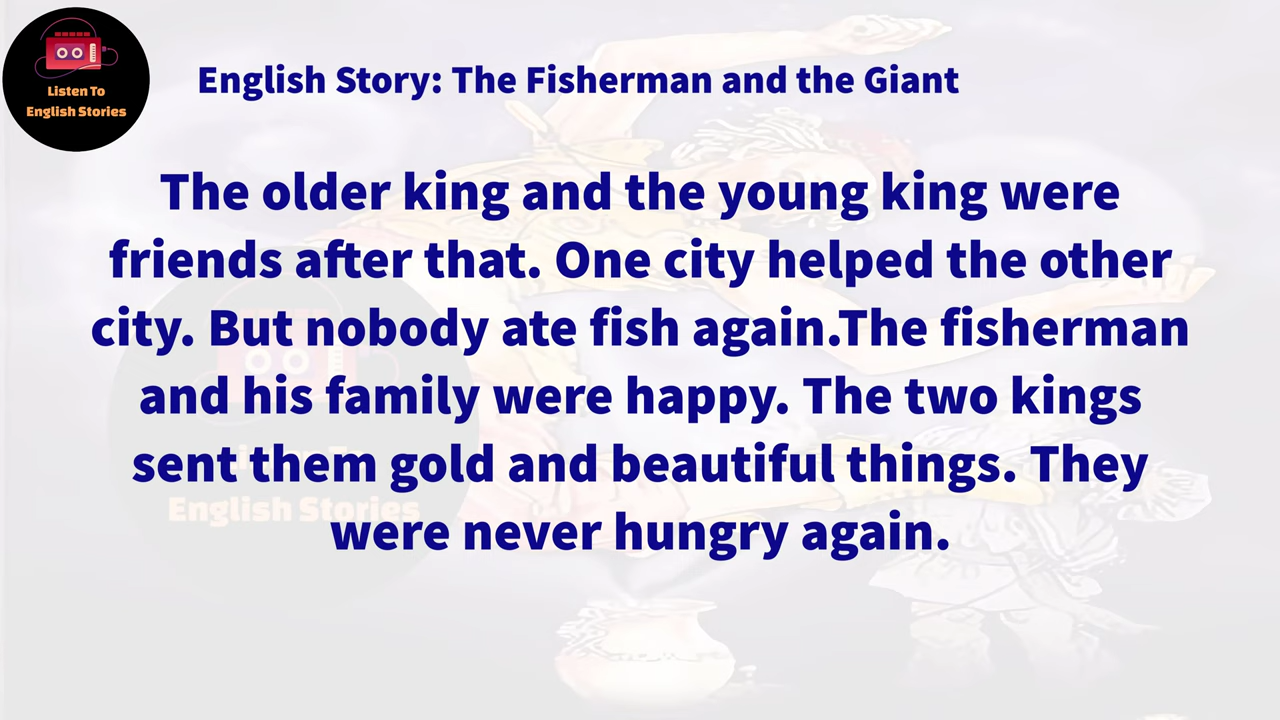 Listen To
English Stories
English Story: The Fisherman and the Giant
The older king and the young king were
friends after that. One city helped the other
city. But nobody ate fish again.The fisherman
and his family were happy. The two kings
sent them gold and beautiful things. They
were never hungry again.
English Stories